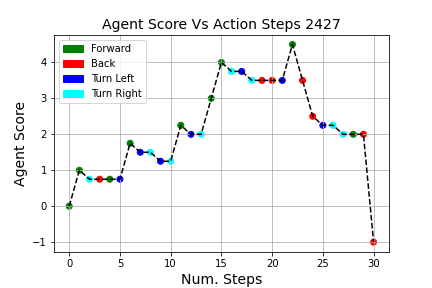 Agent Score Vs Action Steps 2427
Forward
Back
Turn Left
Turn Right
Agent Score
4
3
2
1
0
−1
0 5 10 15 20 25 30
Num. Steps